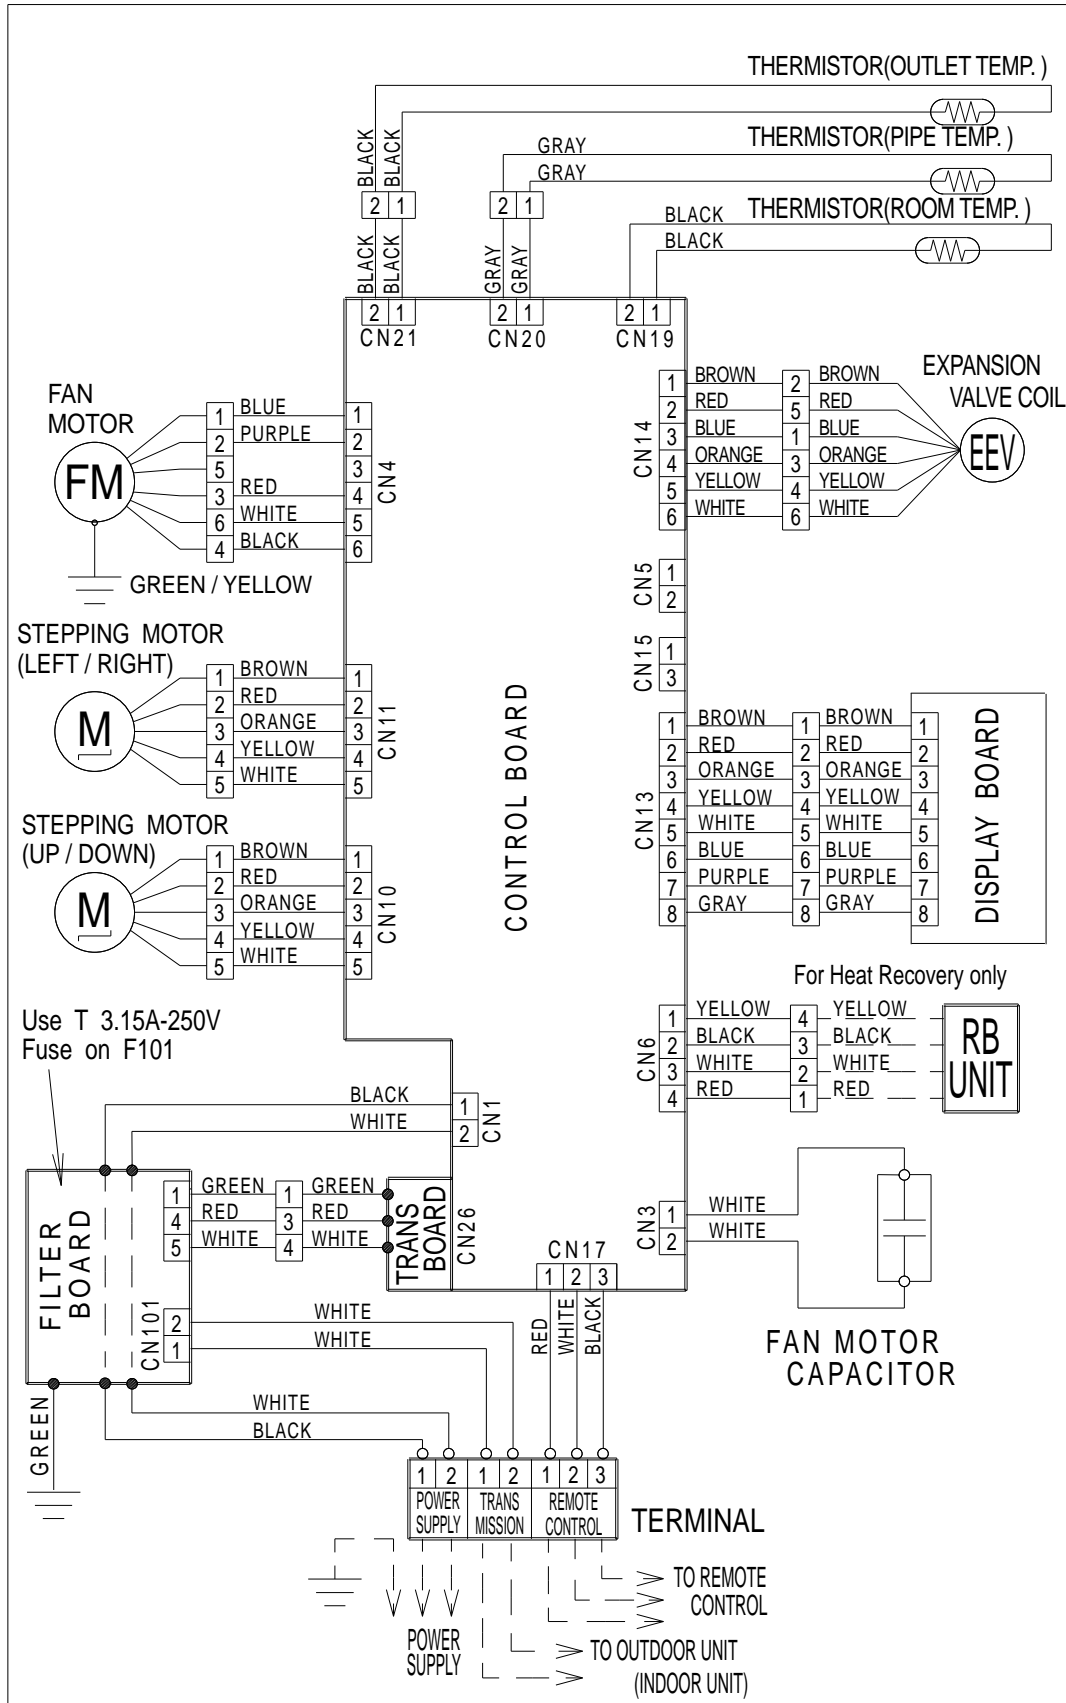 THERMISTOR(OUTLET TEMP. )
BLACK
BLACK
GRAY
THERMISTOR(PIPE TEMP. )
GRAY
2 1
2 1
BLACK
THERMISTOR(ROOM TEMP. )
BLACK
BLACK
BLACK
GRAY
GRAY
2 1
CN21
2 1
CN20
2 1
CN19
FAN
MOTOR
FM
1 BLUE 1
2 PURPLE 2
5 3
3 RED 4
6 WHITE 5
4 BLACK 6
CN4
GREEN / YELLOW
EXPANSION
VALVE COIL
EEV
CN14
1 BROWN 2 BROWN
2 RED 5 RED
3 BLUE 1 BLUE
4 ORANGE 3 ORANGE
5 YELLOW 4 YELLOW
6 WHITE 6 WHITE
CN5
1
2
CN15
1
3
STEPPING MOTOR
(LEFT / RIGHT)
M
1 BROWN 1
2 RED 2
3 ORANGE 3
4 YELLOW 4
5 WHITE 5
CN11
CONTROL BOARD
CN13
1 BROWN 1 BROWN 1
2 RED 2 RED 2
3 ORANGE 3 ORANGE 3
4 YELLOW 4 YELLOW 4
5 WHITE 5 WHITE 5
6 BLUE 6 BLUE 6
7 PURPLE 7 PURPLE 7
8 GRAY 8 GRAY 8
DISPLAY BOARD
STEPPING MOTOR
(UP / DOWN)
M
1 BROWN 1
2 RED 2
3 ORANGE 3
4 YELLOW 4
5 WHITE 5
CN10
For Heat Recovery only
CN6
1 YELLOW 4 YELLOW
2 BLACK 3 BLACK
3 WHITE 2 WHITE
4 RED 1 RED
RB
UNIT
Use T 3.15A-250V
Fuse on F101
BLACK 1
WHITE 2
CN1
FILTER
BOARD
1 GREEN 1 GREEN
4 RED 3 RED
5 WHITE 4 WHITE
TRANS
BOARD
CN26
CN3
1 WHITE
2 WHITE
FAN MOTOR
CAPACITOR
CN17
1 2 3
RED
WHITE
BLACK
CN101
2 WHITE
1 WHITE
WHITE
BLACK
GREEN
1 2 1 2 1 2 3
POWER
SUPPLY
TRANS
MISSION
REMOTE
CONTROL
TERMINAL
TO REMOTE
CONTROL
POWER
SUPPLY
TO OUTDOOR UNIT
(INDOOR UNIT)